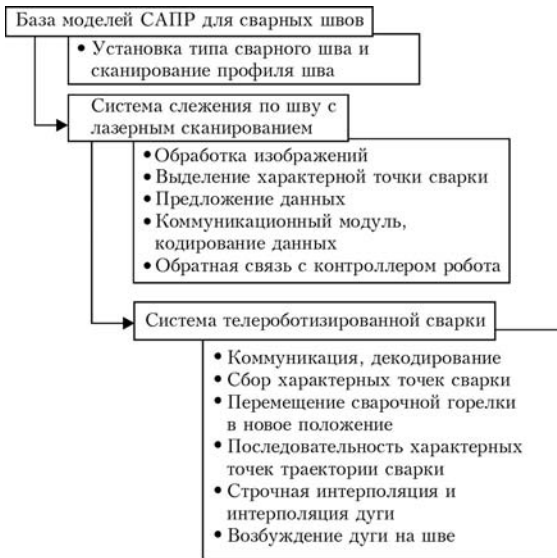 База моделей САПР для сварных швов
• Установка типа сварного шва и
сканирование профиля шва
Система слежения по шву с
лазерным сканированием
• Обработка изображений
• Выделение характерной точки сварки
• Предложение данных
• Коммуникационный модуль,
кодирование данных
• Обратная связь с контроллером робота
Система телероботизированной сварки
• Коммуникация, декодирование
• Сбор характерных точек сварки
• Перемещение сварочной горелки
в новое положение
• Последовательность характерных
точек траектории сварки
• Строчная интерполяция и
интерполяция дуги
• Возбуждение дуги на шве